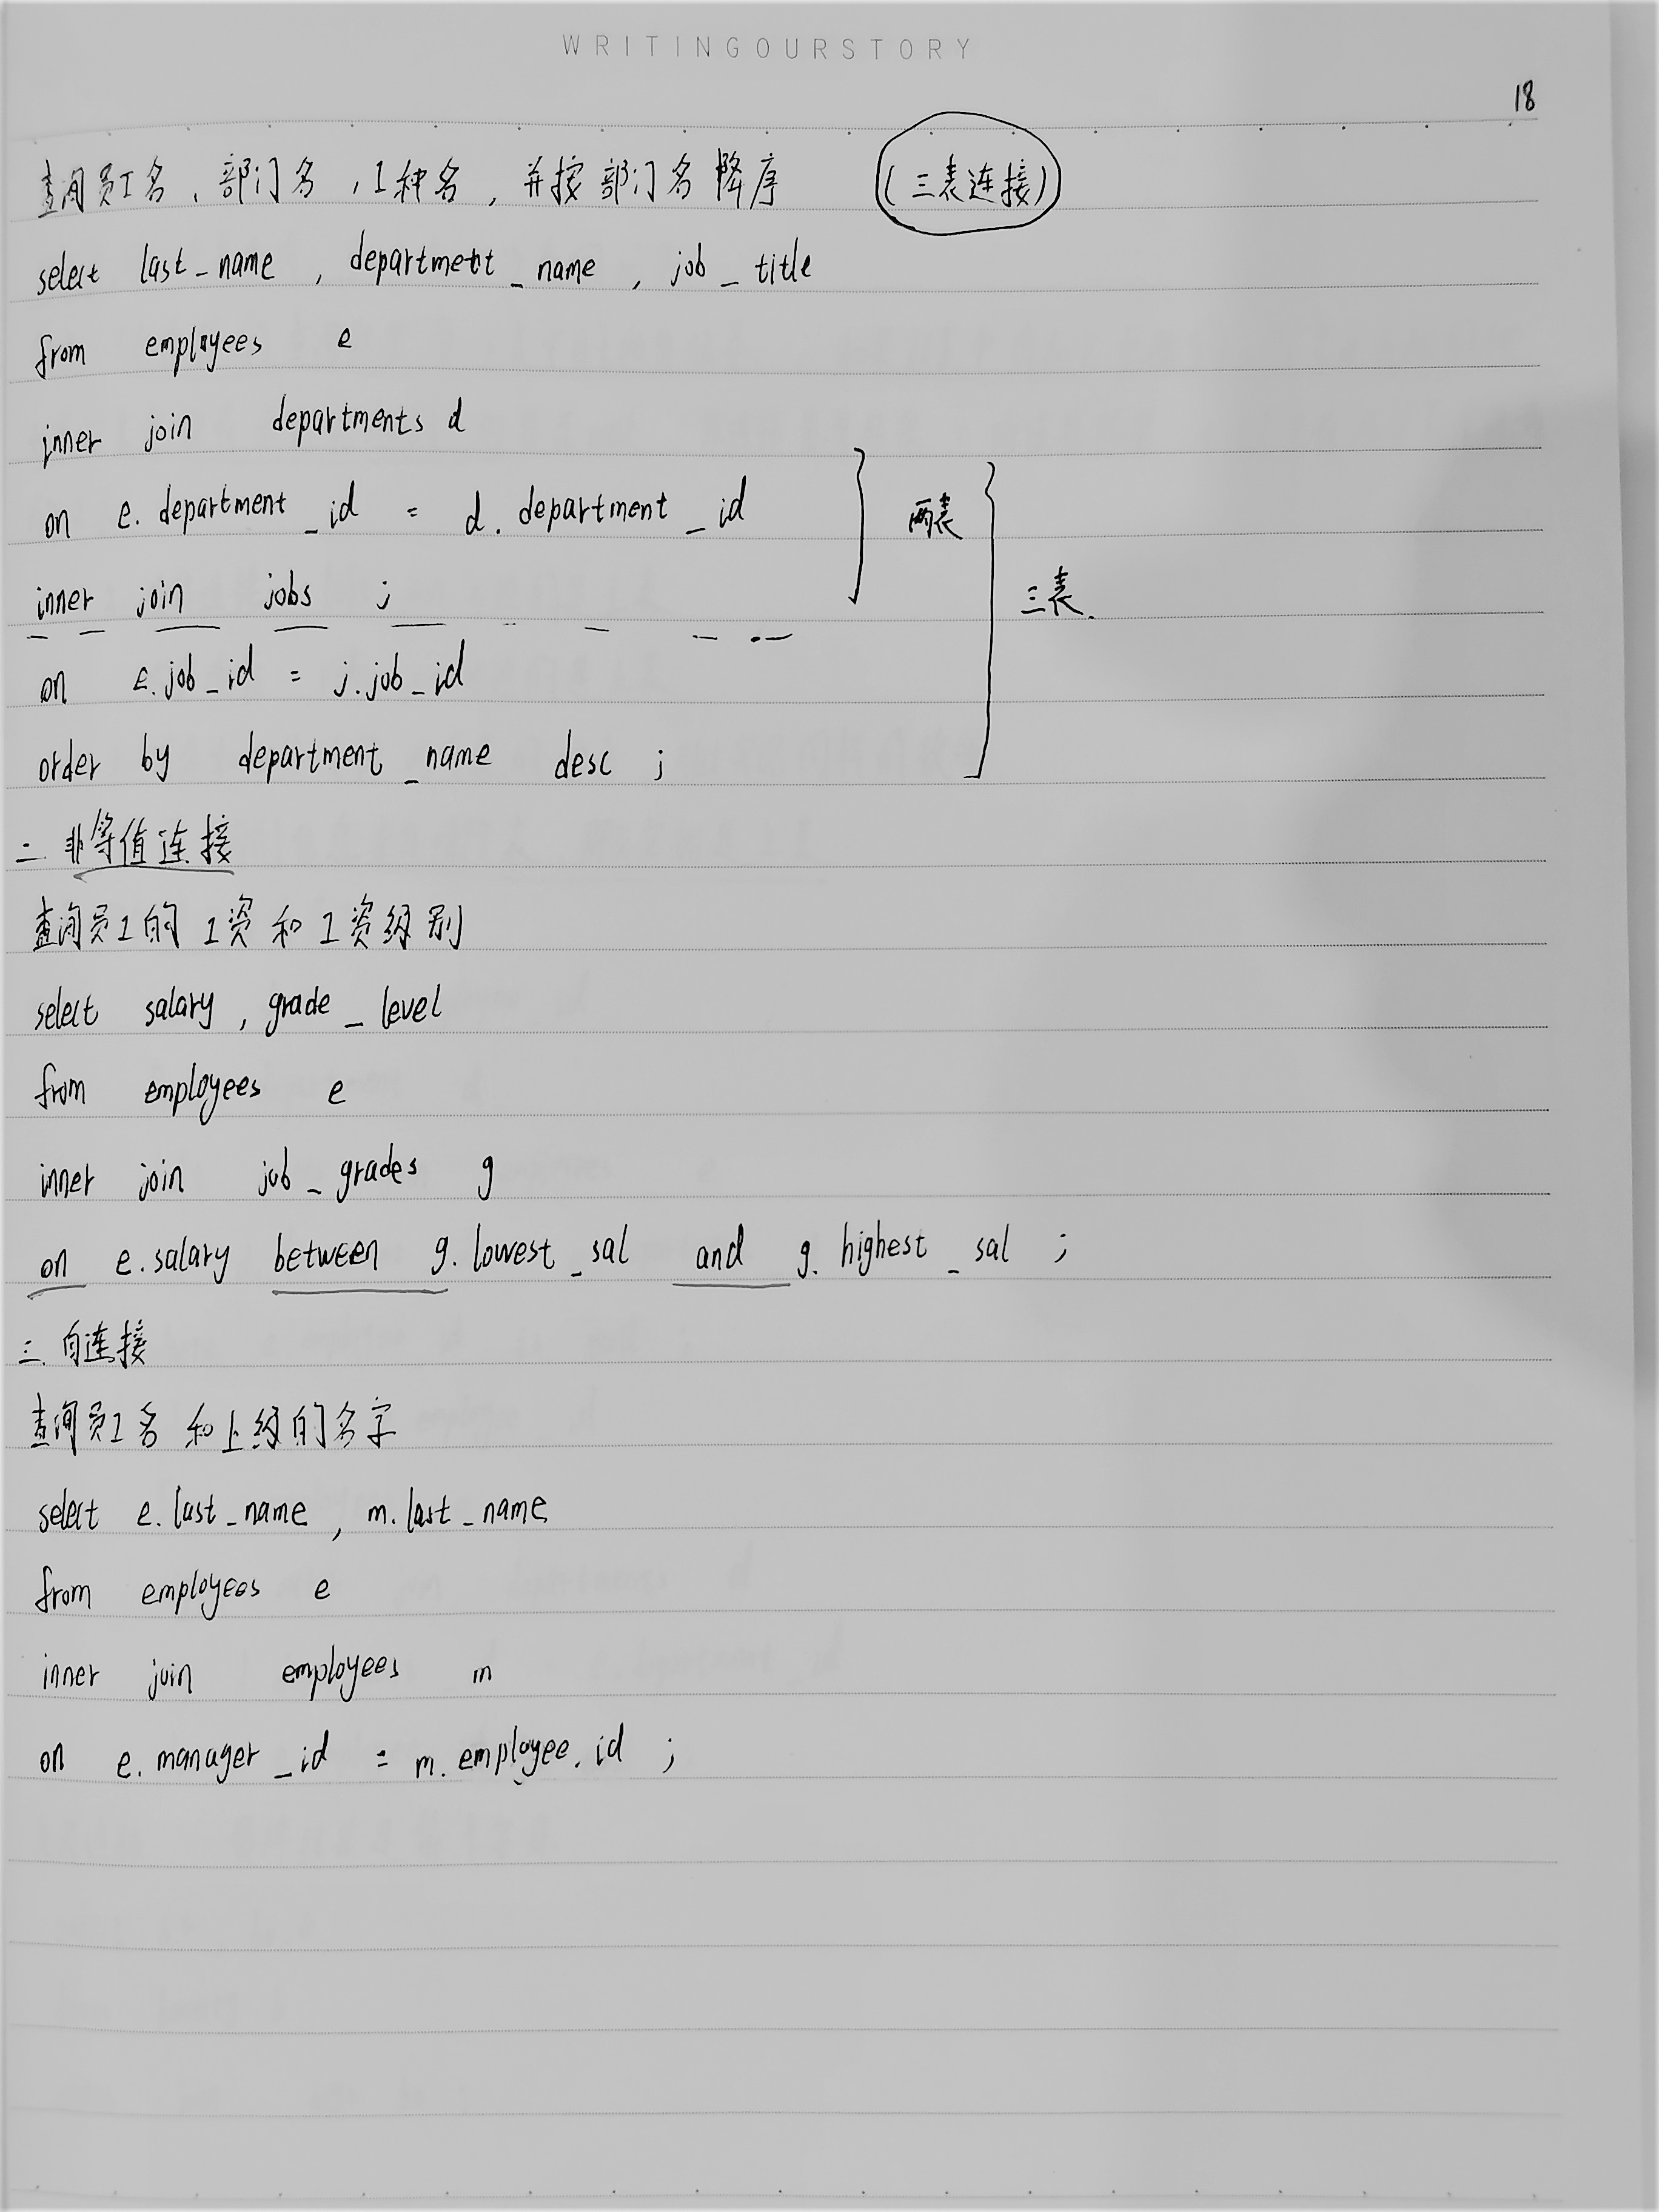 WRITINGOURSTORY
18
查询员工名、部门名，工种名，并按部门名降序 （三表连接）
select last_name , department_name , job_title
from employees e
inner join departments d
on e.department_id = d.department_id
两表
inner join jobs j
三表.
on e.job_id = j.job_id
order by department_name desc ;
二. 非等值连接
查询员工的工资和工资级别
select salary , grade_level
from employees e
inner join job_grades g
on e.salary between g.lowest_sal and g.highest_sal ;
三. 自连接
查询员工名和上级的名字
select e.last_name , m.last_name
from employees e
inner join employees m
on e.manager_id = m.employee.id ;